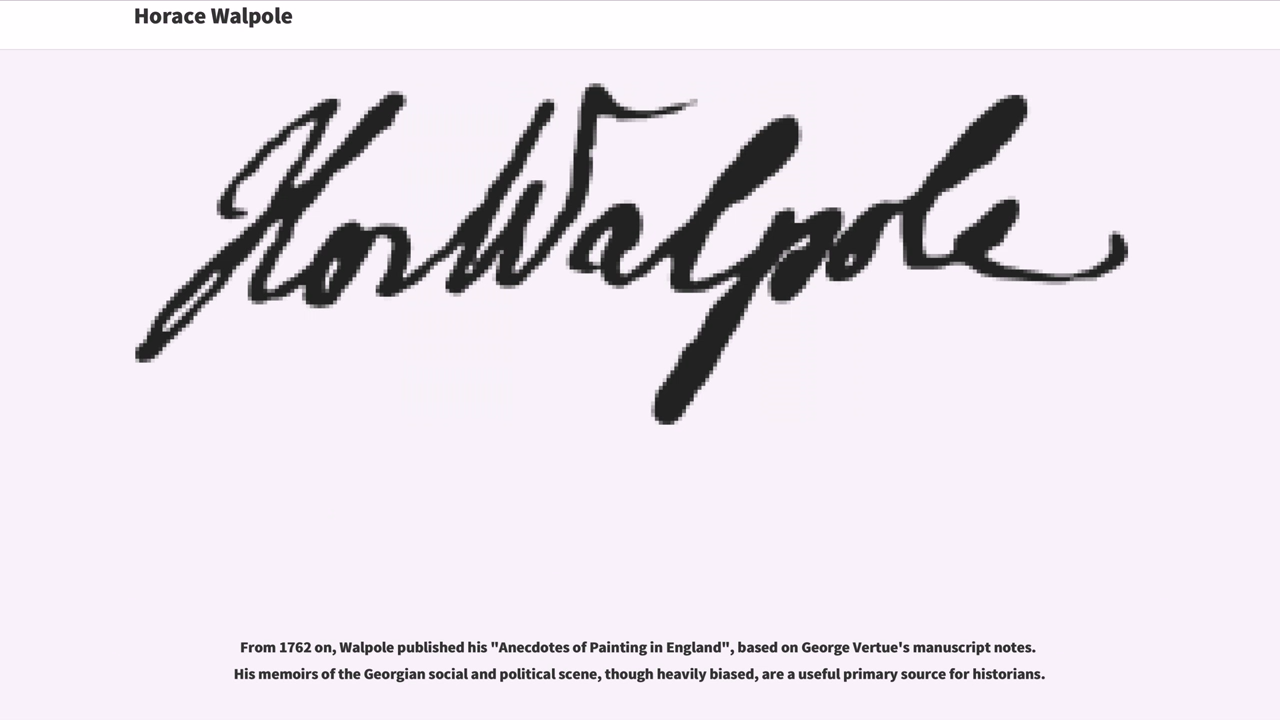 Horace Walpole
Hor Walpole
From 1762 on, Walpole published his "Anecdotes of Painting in England", based on George Vertue's manuscript notes.
His memoirs of the Georgian social and political scene, though heavily biased, are a useful primary source for historians.